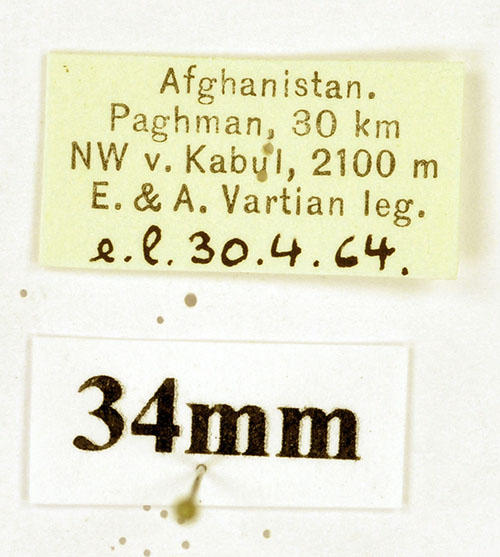 Afghanistan.
Paghman, 30 km
NW v. Kabul, 2100 m
E. & A. Vartian leg.
e.l. 30.4.64.
34mm